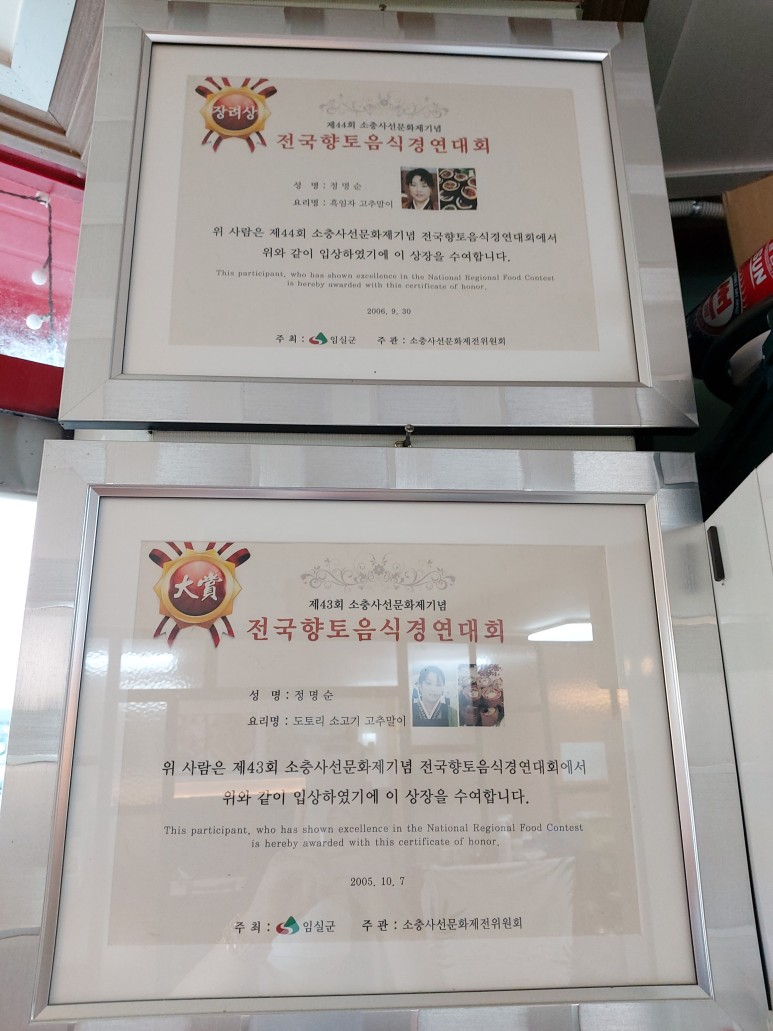 장려상
제44회 소충사선문화제기념
전국향토음식경연대회
성 명 : 정명순
요리명 : 흑임자 고추말이
위 사람은 제44회 소충사선문화제기념 전국향토음식경연대회에서
위와 같이 입상하였기에 이 상장을 수여합니다.
This participant, who has shown excellence in the National Regional Food Contest
is hereby awarded with this certificate of honor.
2006. 9. 30
주 최 : 임실군 주 관 : 소충사선문화제전위원회
大賞
제43회 소충사선문화제기념
전국향토음식경연대회
성 명 : 정명순
요리명 : 도토리 소고기 고추말이
위 사람은 제43회 소충사선문화제기념 전국향토음식경연대회에서
위와 같이 입상하였기에 이 상장을 수여합니다.
This participant, who has shown excellence in the National Regional Food Contest
is hereby awarded with this certificate of honor.
2005. 10. 7
주 최 : 임실군 주 관 : 소충사선문화제전위원회